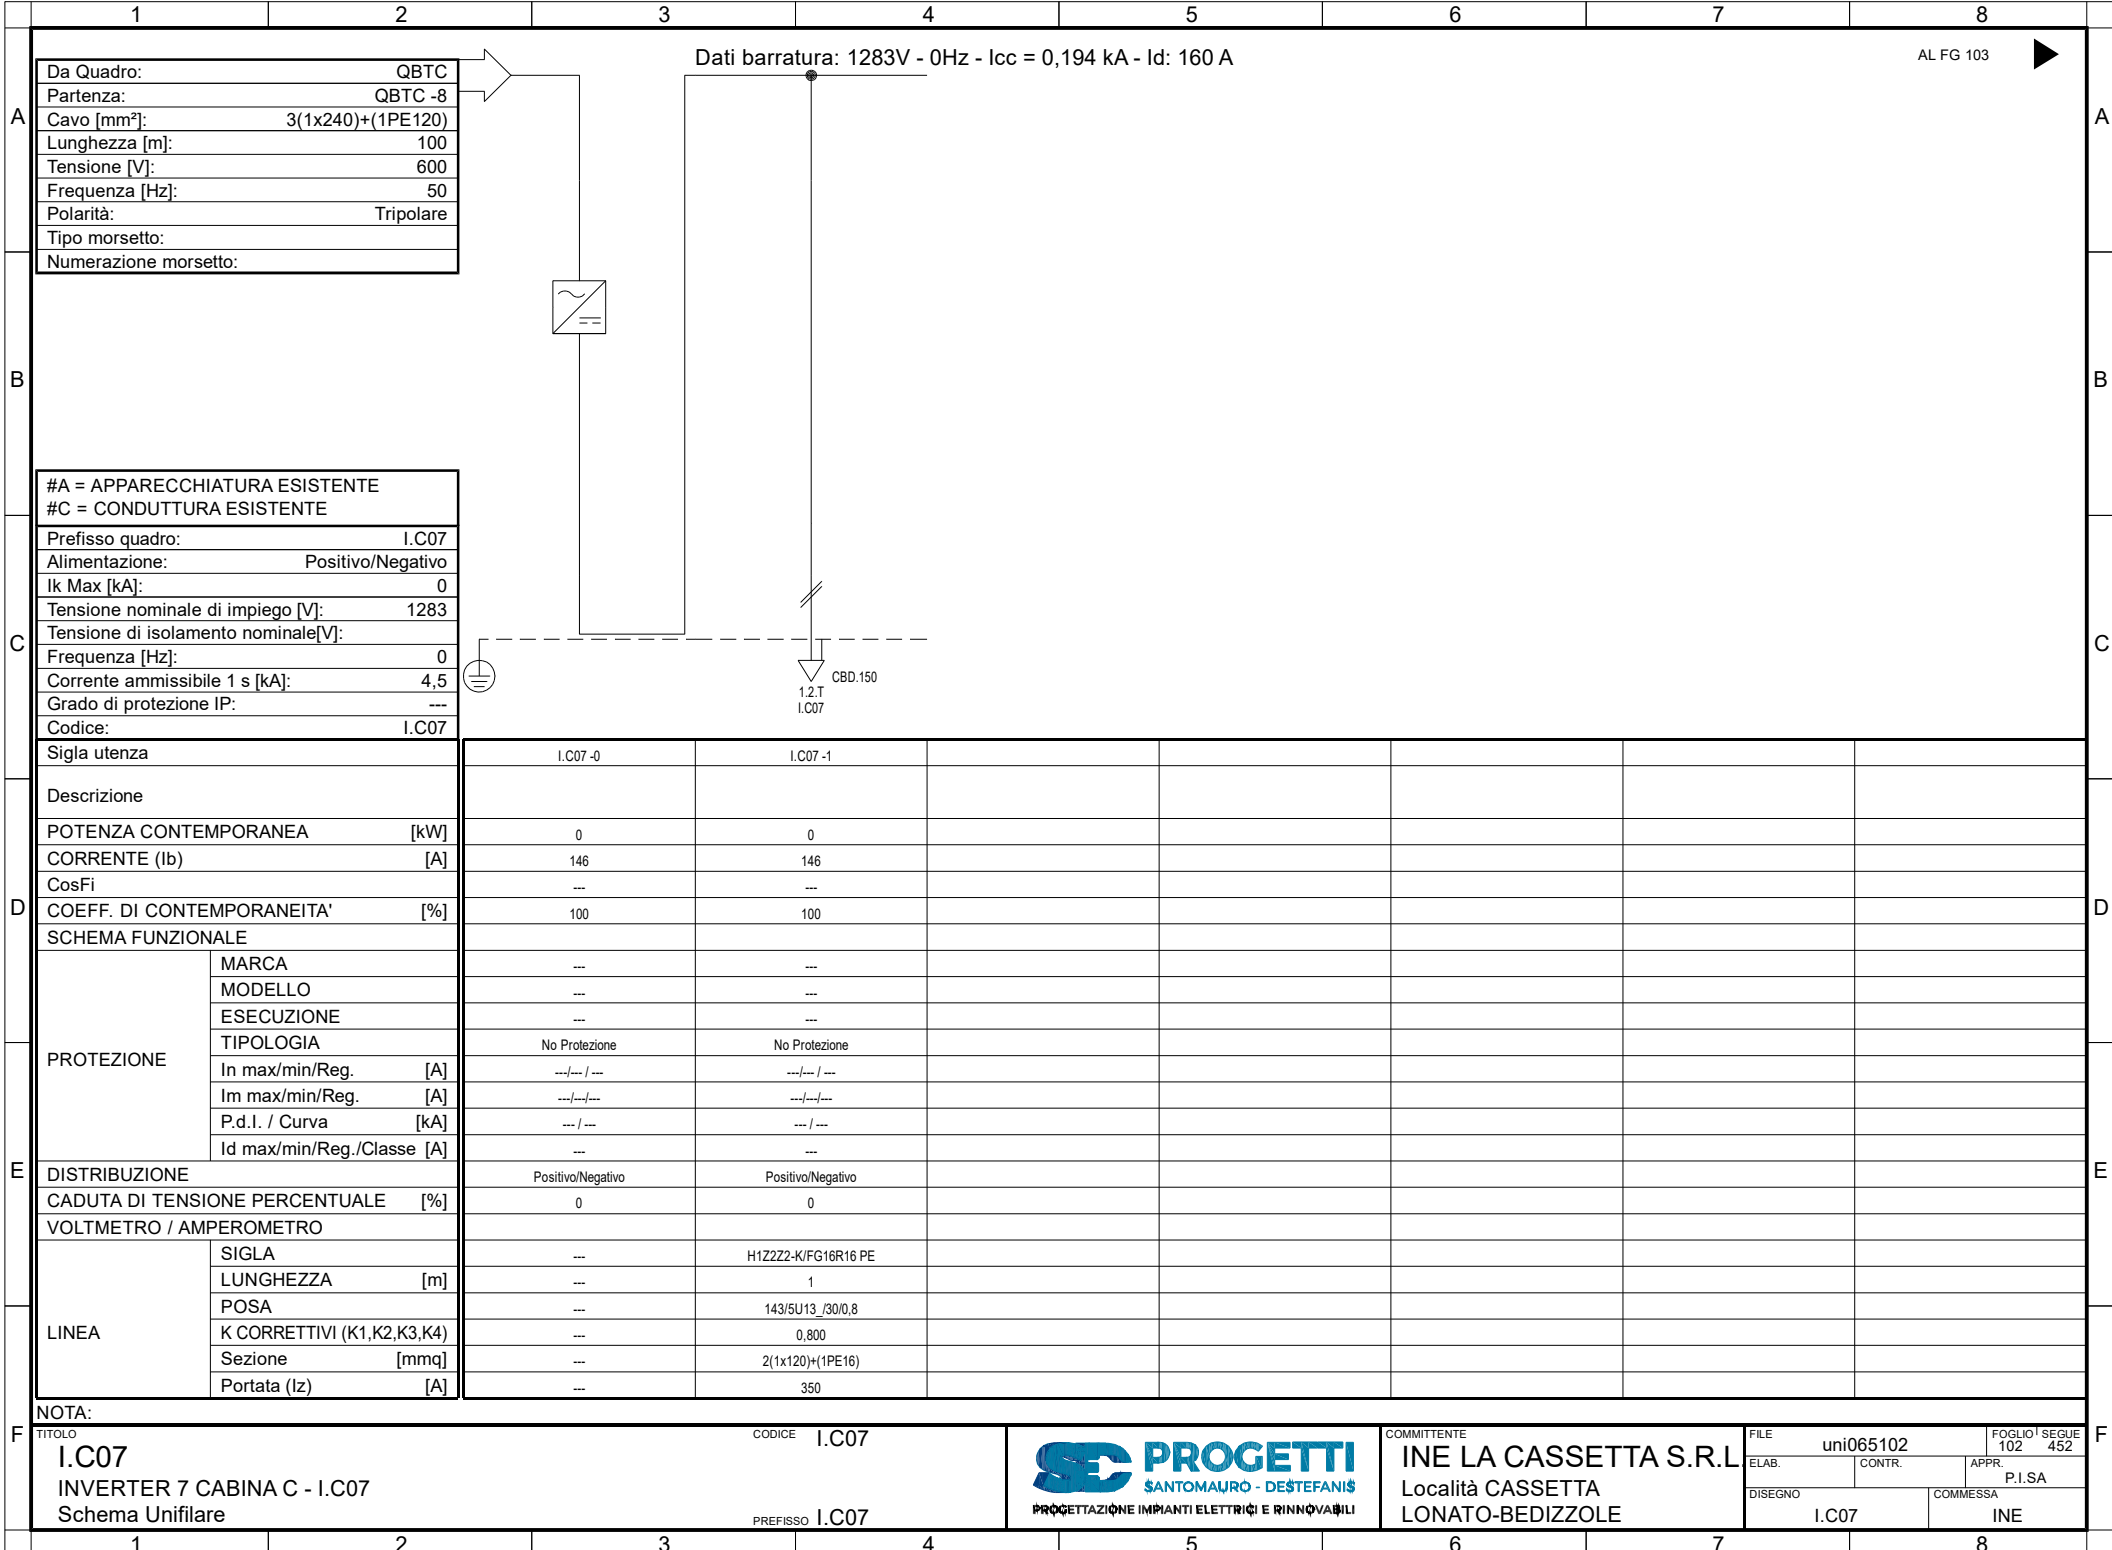 1 2 3 4 5 6 7 8
Dati barratura: 1283V - 0Hz - Icc = 0,194 kA - Id: 160 A
AL FG 103
Da Quadro: QBTC
Partenza: QBTC -8
Cavo [mm²]: 3(1x240)+(1PE120)
Lunghezza [m]: 100
Tensione [V]: 600
Frequenza [Hz]: 50
Polarità: Tripolare
Tipo morsetto:
Numerazione morsetto:
A A
B B
#A = APPARECCHIATURA ESISTENTE
#C = CONDUTTURA ESISTENTE
Prefisso quadro: I.C07
Alimentazione: Positivo/Negativo
Ik Max [kA]: 0
Tensione nominale di impiego [V]: 1283
Tensione di isolamento nominale[V]:
Frequenza [Hz]: 0
Corrente ammissibile 1 s [kA]: 4,5
Grado di protezione IP: ---
Codice: I.C07
C C
CBD.150
1.2.T
I.C07
Sigla utenza I.C07 -0 I.C07 -1
Descrizione
POTENZA CONTEMPORANEA [kW] 0 0
CORRENTE (Ib) [A] 146 146
CosFi --- ---
D COEFF. DI CONTEMPORANEITA' [%] 100 100 D
SCHEMA FUNZIONALE
PROTEZIONE
MARCA --- ---
MODELLO --- ---
ESECUZIONE --- ---
TIPOLOGIA No Protezione No Protezione
In max/min/Reg. [A] ---/--- / --- ---/--- / ---
Im max/min/Reg. [A] ---/---/--- ---/---/---
P.d.I. / Curva [kA] --- / --- --- / ---
Id max/min/Reg./Classe [A] --- ---
E DISTRIBUZIONE Positivo/Negativo Positivo/Negativo E
CADUTA DI TENSIONE PERCENTUALE [%] 0 0
VOLTMETRO / AMPEROMETRO
LINEA
SIGLA --- H1Z2Z2-K/FG16R16 PE
LUNGHEZZA [m] --- 1
POSA --- 143/5U13_/30/0,8
K CORRETTIVI (K1,K2,K3,K4) --- 0,800
Sezione [mmq] --- 2(1x120)+(1PE16)
Portata (Iz) [A] --- 350
NOTA:
F F
TITOLO
I.C07
INVERTER 7 CABINA C - I.C07
Schema Unifilare
CODICE I.C07
PREFISSO I.C07
PROGETTI
SANTOMAURO - DESTEFANIS
PROGETTAZIONE IMPIANTI ELETTRICI E RINNOVABILI
COMMITTENTE
INE LA CASSETTA S.R.L.
Località CASSETTA
LONATO-BEDIZZOLE
FILE uni065102
FOGLIO SEGUE
102 452
ELAB. CONTR. APPR.
P.I.SA
DISEGNO COMMESSA
I.C07 INE
1 2 3 4 5 6 7 8